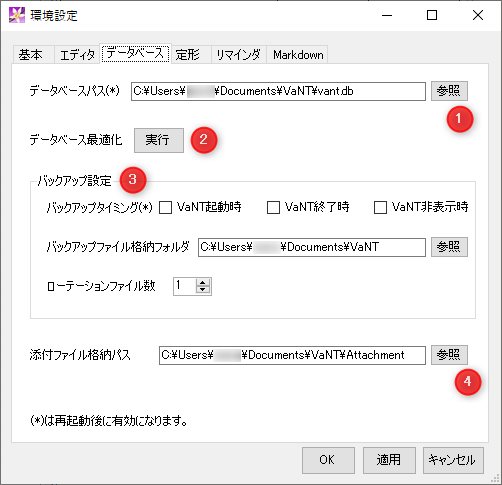 環境設定
基本 エディタ データベース 定形 リマインダ Markdown
データベースパス(*) C:¥Users¥ ¥Documents¥VaNT¥vant.db 参照
1
データベース最適化 実行 2
バックアップ設定 3
バックアップタイミング(*) VaNT起動時 VaNT終了時 VaNT非表示時
バックアップファイル格納フォルダ C:¥Users¥ ¥Documents¥VaNT 参照
ローテーションファイル数 1
添付ファイル格納パス C:¥Users¥ ¥Documents¥VaNT¥Attachment 参照
4
(*)は再起動後に有効になります。
OK 適用 キャンセル